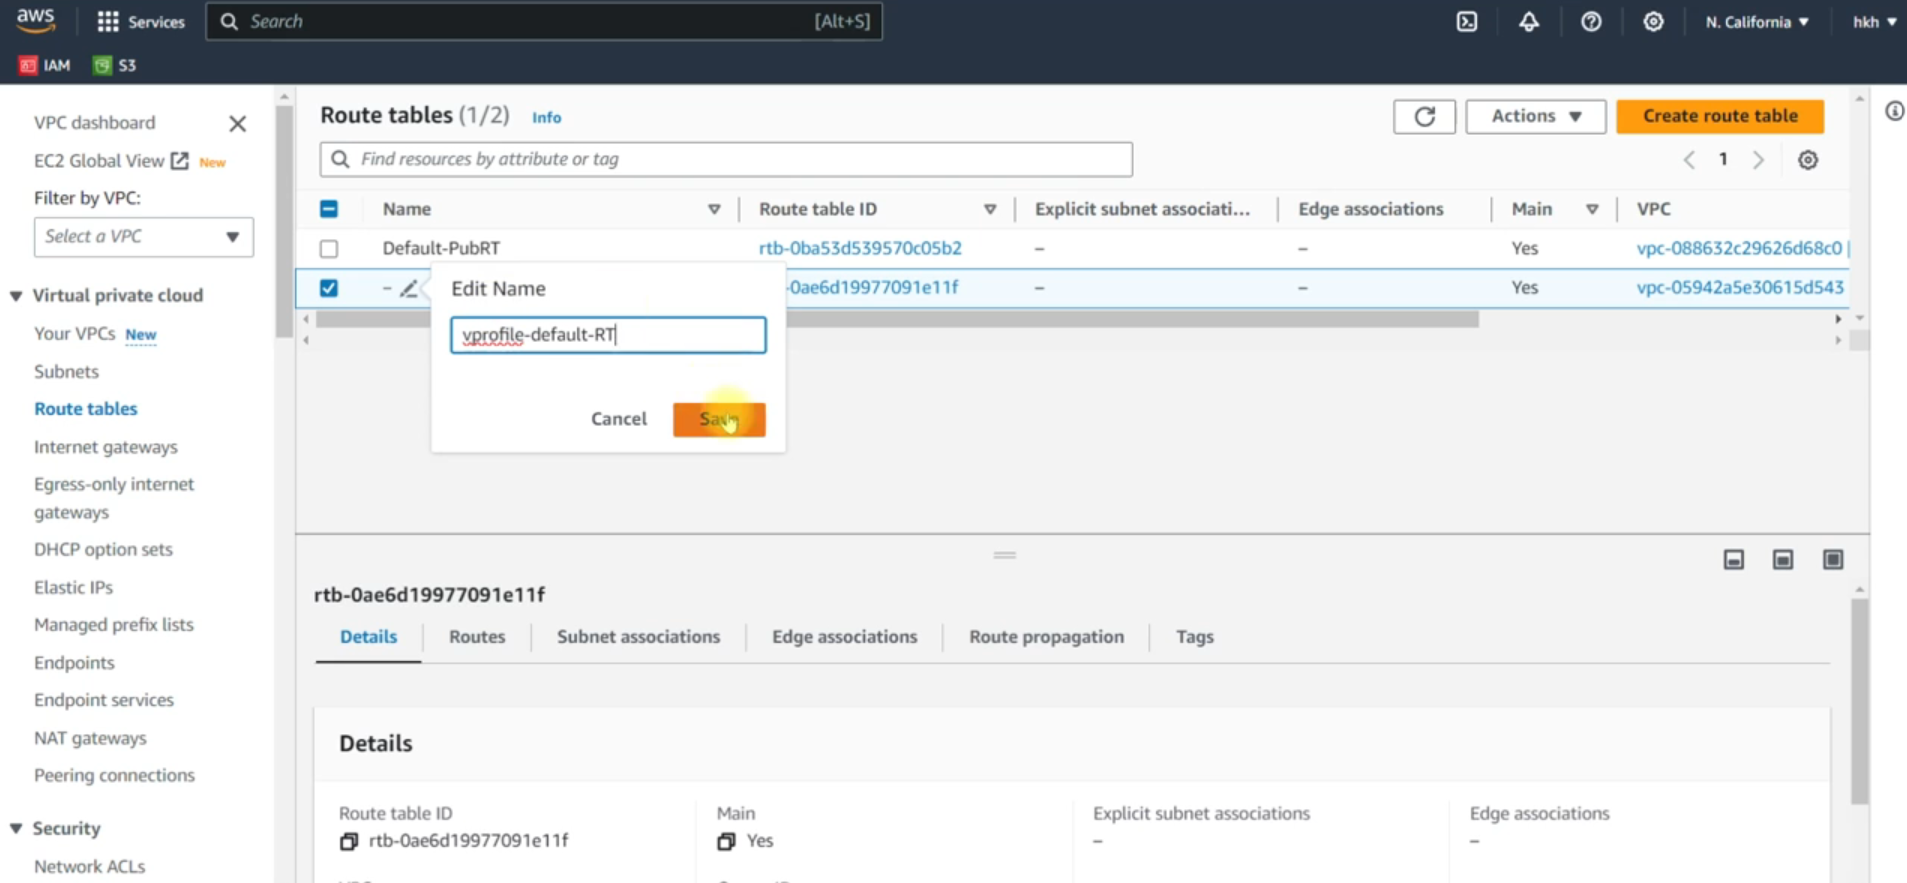 aws Services Search [Alt+S] N. California hkh
IAM S3
VPC dashboard
EC2 Global View New
Filter by VPC:
Select a VPC
Virtual private cloud
Your VPCs New
Subnets
Route tables
Internet gateways
Egress-only internet
gateways
DHCP option sets
Elastic IPs
Managed prefix lists
Endpoints
Endpoint services
NAT gateways
Peering connections
Security
Network ACLs
Route tables (1/2) Info
Actions
Create route table
Find resources by attribute or tag
1
Name Route table ID Explicit subnet associati... Edge associations Main VPC
Default-PubRT rtb-0ba53d539570c05b2 – – Yes vpc-088632c29626d68c0 |
– -0ae6d19977091e11f – – Yes vpc-05942a5e30615d543
Edit Name
vprofile-default-RT
Cancel Save
rtb-0ae6d19977091e11f
Details Routes Subnet associations Edge associations Route propagation Tags
Details
Route table ID Main Explicit subnet associations Edge associations
rtb-0ae6d19977091e11f Yes – –